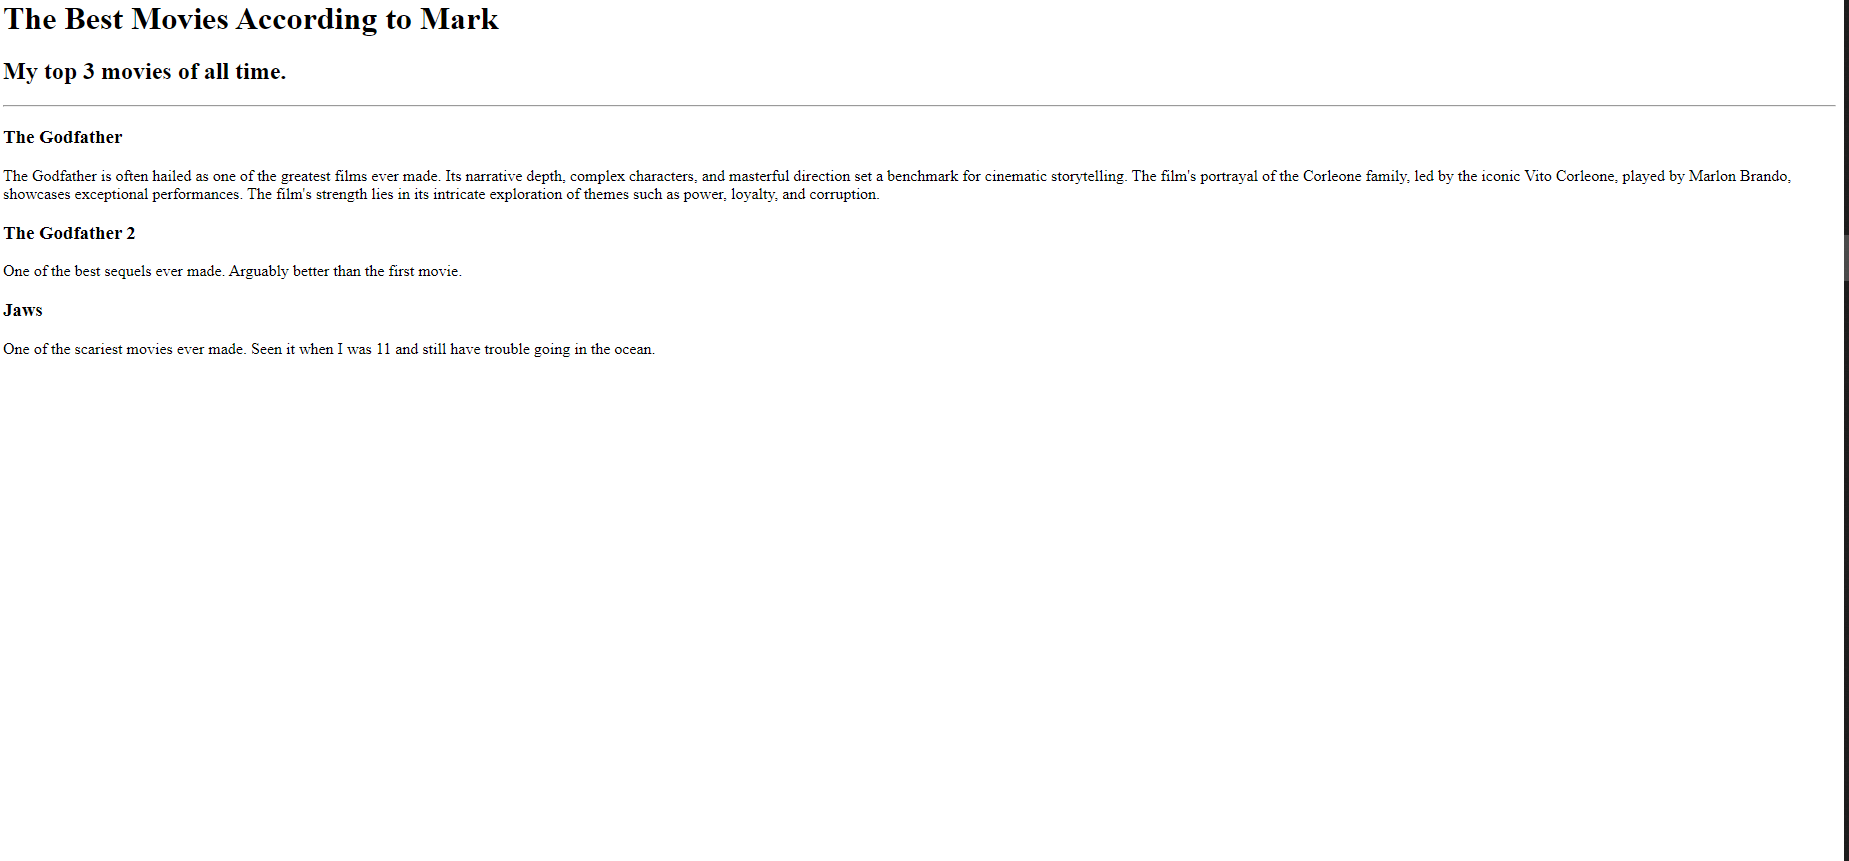 The Best Movies According to Mark
My top 3 movies of all time.
The Godfather
The Godfather is often hailed as one of the greatest films ever made. Its narrative depth, complex characters, and masterful direction set a benchmark for cinematic storytelling. The film's portrayal of the Corleone family, led by the iconic Vito Corleone, played by Marlon Brando,
showcases exceptional performances. The film's strength lies in its intricate exploration of themes such as power, loyalty, and corruption.
The Godfather 2
One of the best sequels ever made. Arguably better than the first movie.
Jaws
One of the scariest movies ever made. Seen it when I was 11 and still have trouble going in the ocean.